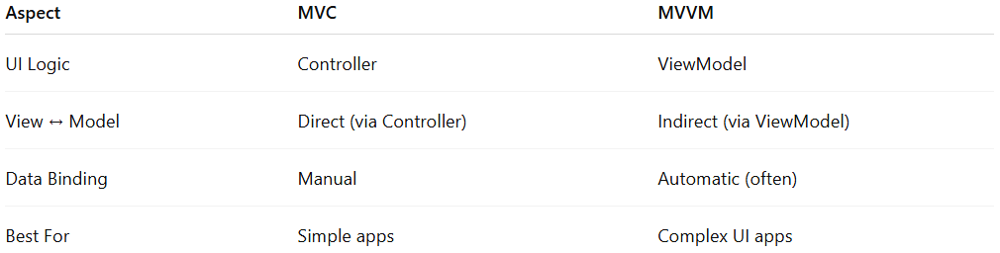 Aspect MVC MVVM
UI Logic Controller ViewModel
View ↔ Model Direct (via Controller) Indirect (via ViewModel)
Data Binding Manual Automatic (often)
Best For Simple apps Complex UI apps